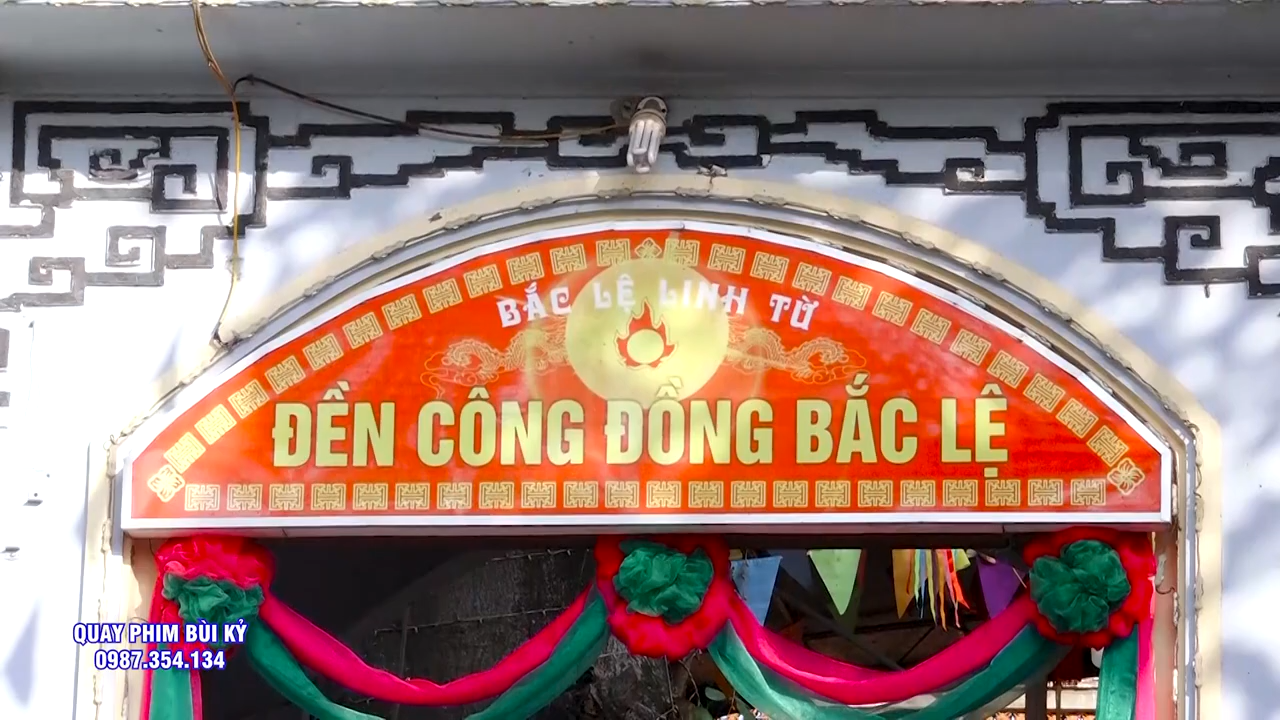 BẮC LỆ LINH TỪ
ĐỀN CÔNG ĐỒNG BẮC LỆ
QUAY PHIM BÙI KỶ
0987.354.134